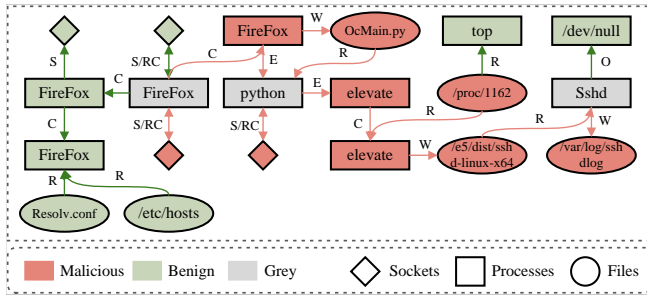 FireFox
W
OcMain.py
top
/dev/null
S
S/RC
C
E
R
R
O
FireFox
C
FireFox
python
E
elevate
/proc/1162
Sshd
C
S/RC
S/RC
C
R
R
W
FireFox
elevate
W
/e5/dist/ssh
d-linux-x64
/var/log/ssh
dlog
R
R
Resolv.conf
/etc/hosts
Malicious
Benign
Grey
Sockets
Processes
Files